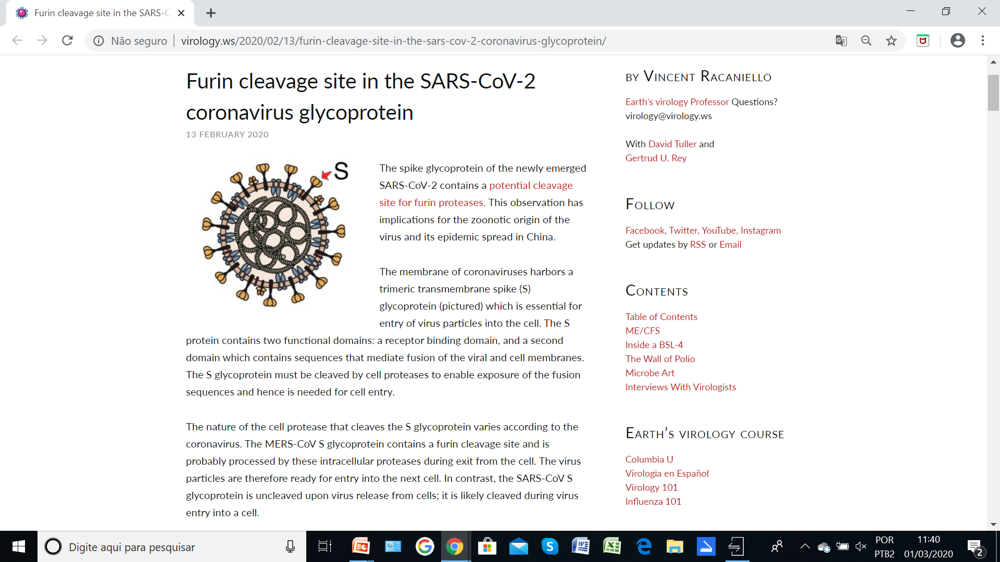 Furin cleavage site in the SARS-C
Não seguro
virology.ws/2020/02/13/furin-cleavage-site-in-the-sars-cov-2-coronavirus-glycoprotein/
Furin cleavage site in the SARS-CoV-2
coronavirus glycoprotein
13 FEBRUARY 2020
S
The spike glycoprotein of the newly emerged
SARS-CoV-2 contains a potential cleavage
site for furin proteases. This observation has
implications for the zoonotic origin of the
virus and its epidemic spread in China.
The membrane of coronaviruses harbors a
trimeric transmembrane spike (S)
glycoprotein (pictured) which is essential for
entry of virus particles into the cell. The S
protein contains two functional domains: a receptor binding domain, and a second
domain which contains sequences that mediate fusion of the viral and cell membranes.
The S glycoprotein must be cleaved by cell proteases to enable exposure of the fusion
sequences and hence is needed for cell entry.
The nature of the cell protease that cleaves the S glycoprotein varies according to the
coronavirus. The MERS-CoV S glycoprotein contains a furin cleavage site and is
probably processed by these intracellular proteases during exit from the cell. The virus
particles are therefore ready for entry into the next cell. In contrast, the SARS-CoV S
glycoprotein is uncleaved upon virus release from cells; it is likely cleaved during virus
entry into a cell.
BY VINCENT RACANIELLO
Earth's virology Professor Questions?
virology@virology.ws
With David Tuller and
Gertrud U. Rey
FOLLOW
Facebook, Twitter, YouTube, Instagram
Get updates by RSS or Email
CONTENTS
Table of Contents
ME/CFS
Inside a BSL-4
The Wall of Polio
Microbe Art
Interviews With Virologists
EARTH'S VIROLOGY COURSE
Columbia U
Virologia en Español
Virology 101
Influenza 101
Digite aqui para pesquisar
POR
PTB2
11:40
01/03/2020
2